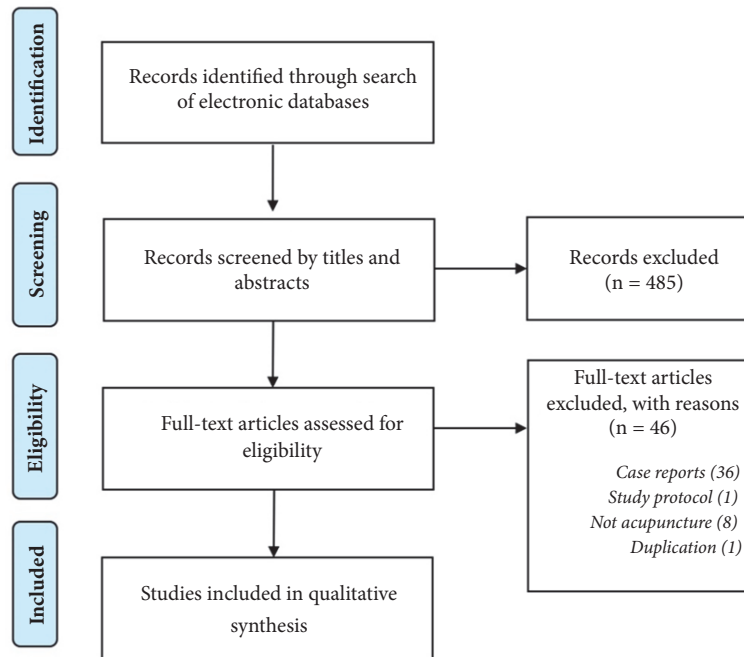 Identification
Records identified through search
of electronic databases
Screening
Records screened by titles and
abstracts
Records excluded
(n = 485)
Eligibility
Full-text articles assessed for
eligibility
Full-text articles
excluded, with reasons
(n = 46)
Case reports (36)
Study protocol (1)
Not acupuncture (8)
Duplication (1)
Included
Studies included in qualitative
synthesis